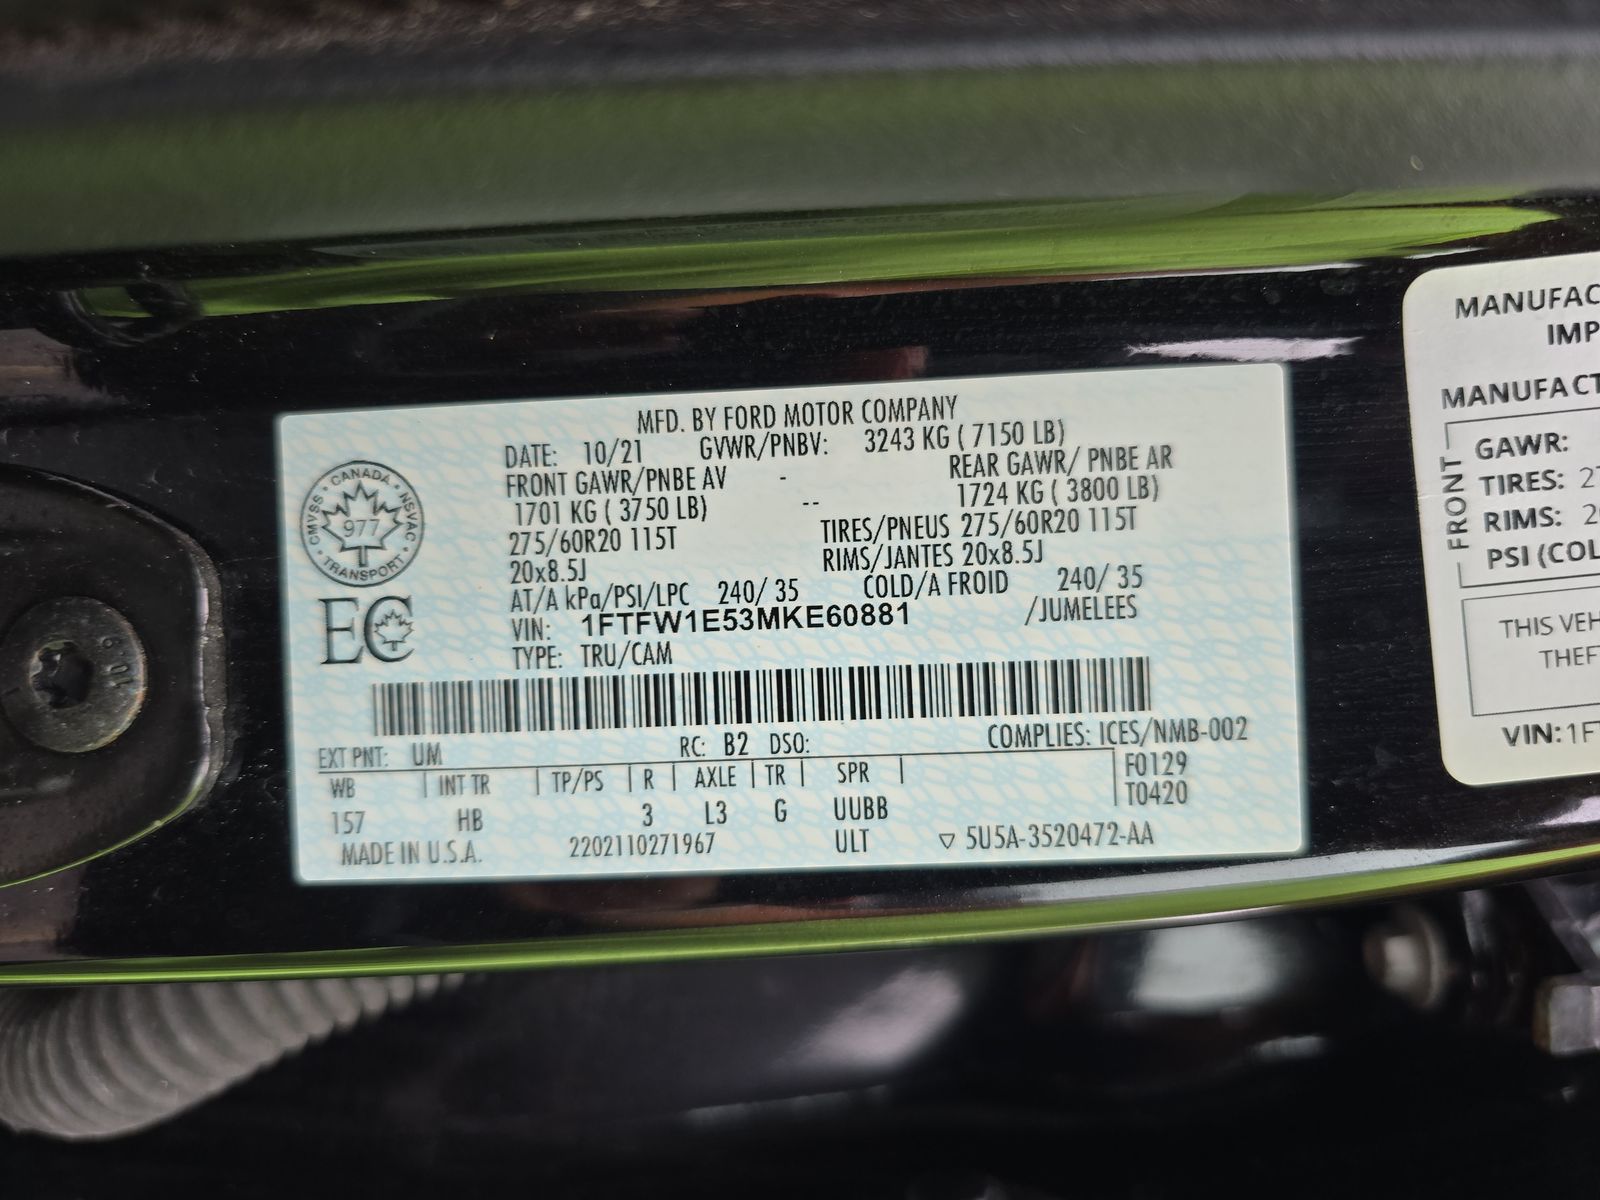 MFD. BY FORD MOTOR COMPANY
DATE: 10/21 GVWR/PNBV: 3243 KG ( 7150 LB)
FRONT GAWR/PNBE AV - REAR GAWR/ PNBE AR
1701 KG ( 3750 LB) -- 1724 KG ( 3800 LB)
275/60R20 115T TIRES/PNEUS 275/60R20 115T
20x8.5J RIMS/JANTES 20x8.5J
AT/A kPa/PSI/LPC 240/ 35 COLD/A FROID 240/ 35
VIN: 1FTFW1E53MKE60881 /JUMELEES
TYPE: TRU/CAM
CANADA
CMVSS
NSVAC
977
TRANSPORT
EC
EXT PNT: UM RC: B2 DSO: COMPLIES: ICES/NMB-002
WB INT TR TP/PS R AXLE TR SPR F0129
157 HB 3 L3 G UUBB T0420
MADE IN U.S.A. 2202110271967 ULT ▽ 5U5A-3520472-AA
MANUFAC
IMP
MANUFACT
FRONT
GAWR:
TIRES: 2
RIMS: 2
PSI (COL
THIS VEH
THEF
VIN:1F
10.9